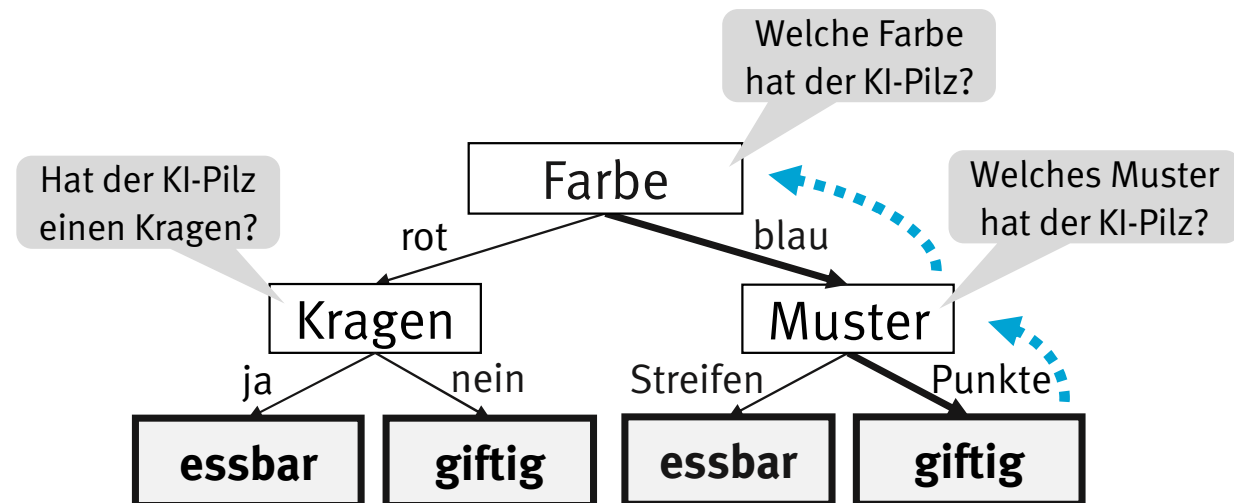 Welche Farbe
hat der KI-Pilz?
Farbe
Hat der KI-Pilz
einen Kragen?
Welches Muster
hat der KI-Pilz?
rot
blau
Kragen
Muster
ja
nein
Streifen
Punkte
essbar
giftig
essbar
giftig